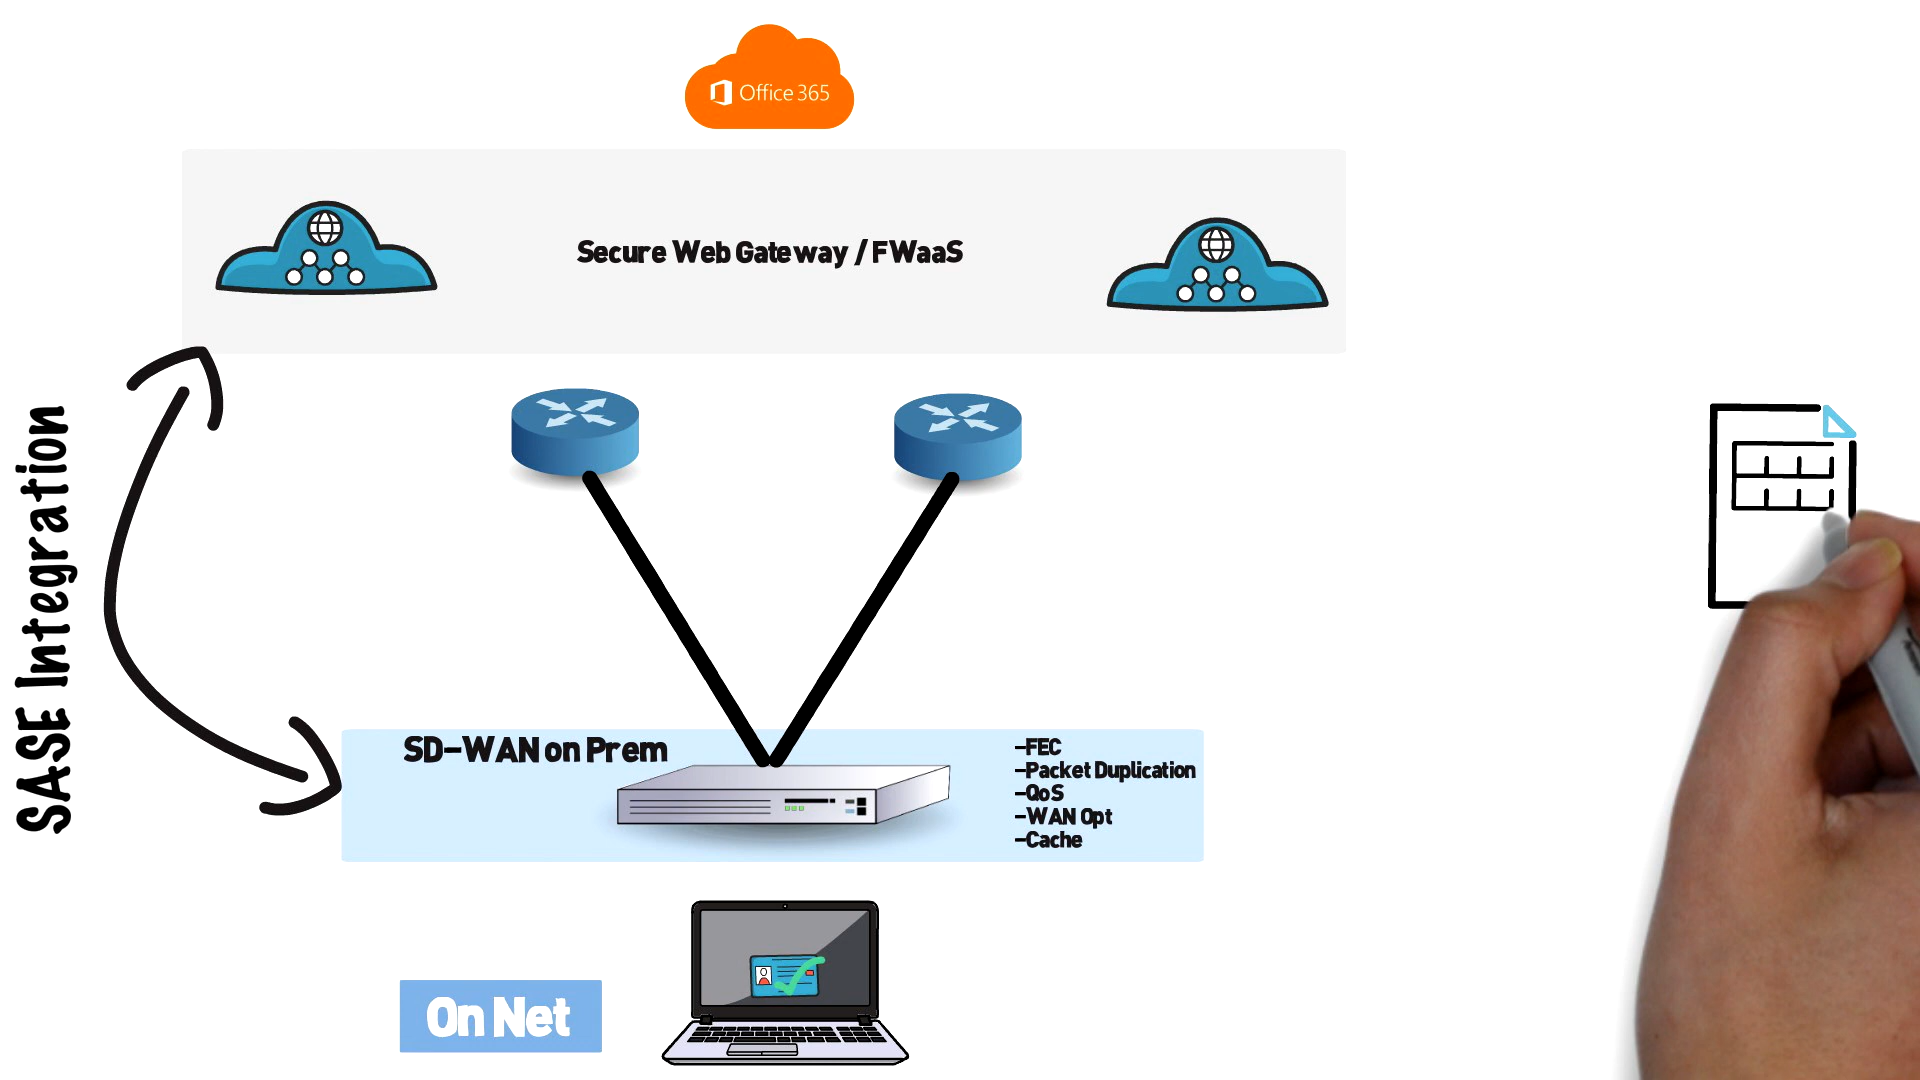 Office 365
Secure Web Gateway / FWaaS
SASE Integration
SD-WAN on Prem
-FEC
-Packet Duplication
-QoS
-WAN Opt
-Cache
On Net